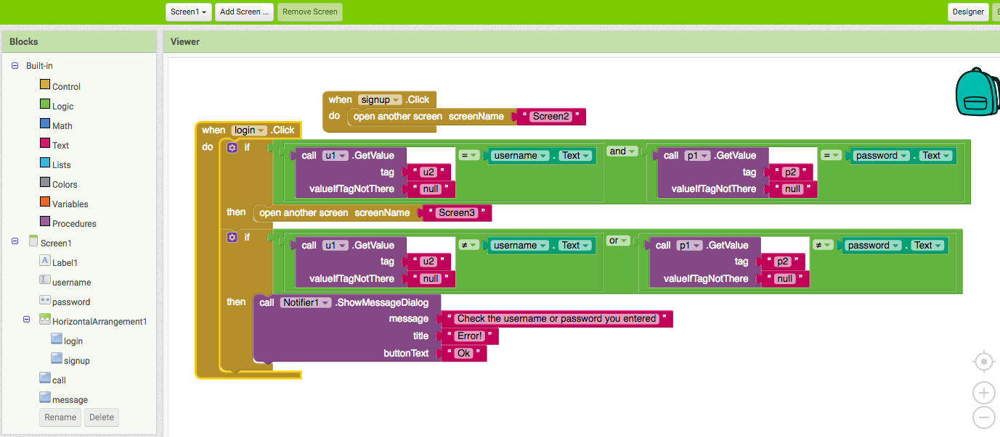 Screen1 Add Screen ... Remove Screen Designer
Blocks
Viewer
Built-in
Control
Logic
Math
Text
Lists
Colors
Variables
Procedures
Screen1
Label1
username
password
HorizontalArrangement1
login
signup
call
message
Rename Delete
when signup .Click
do open another screen screenName “ Screen2 ”
when login .Click
do if call u1 .GetValue = username . Text and call p1 .GetValue = password . Text
tag “ u2 ” tag “ p2 ”
valueIfTagNotThere “ null ” valueIfTagNotThere “ null ”
then open another screen screenName “ Screen3 ”
if call u1 .GetValue ≠ username . Text or call p1 .GetValue ≠ password . Text
tag “ u2 ” tag “ p2 ”
valueIfTagNotThere “ null ” valueIfTagNotThere “ null ”
then call Notifier1 .ShowMessageDialog
message “ Check the username or password you entered ”
title “ Error! ”
buttonText “ Ok ”